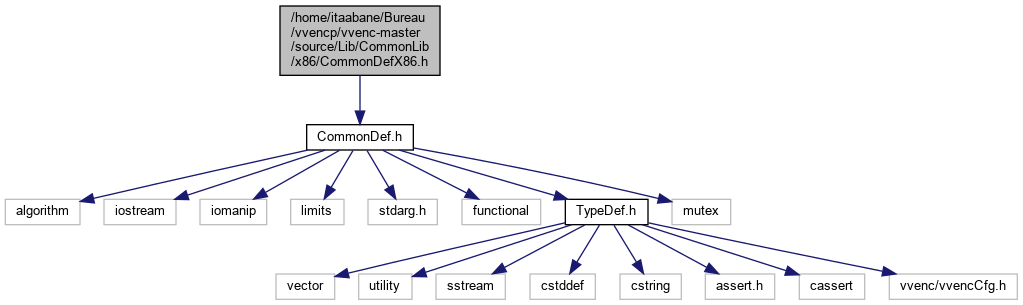 /home/itaabane/Bureau
/vvencp/vvenc-master
/source/Lib/CommonLib
/x86/CommonDefX86.h
CommonDef.h
algorithm
iostream
iomanip
limits
stdarg.h
functional
TypeDef.h
mutex
vector
utility
sstream
cstddef
cstring
assert.h
cassert
vvenc/vvencCfg.h